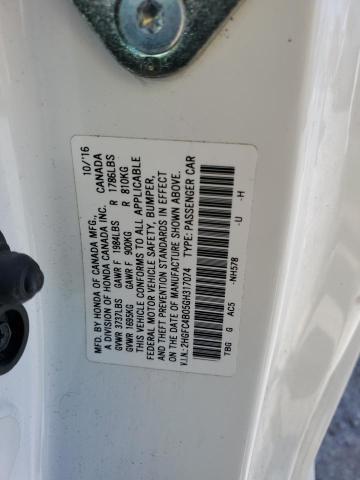 MFD. BY HONDA OF CANADA MFG., 10/'16
A DIVISION OF HONDA CANADA INC. CANADA
GVWR 3737LBS GAWR F 1984LBS R 1786LBS
GVWR 1695KG GAWR F 900KG R 810KG
THIS VEHICLE CONFORMS TO ALL APPLICABLE
FEDERAL MOTOR VEHICLE SAFETY, BUMPER,
AND THEFT PREVENTION STANDARDS IN EFFECT
ON THE DATE OF MANUFACTURE SHOWN ABOVE.
V.I.N.: 2HGFC4B05GH317074 TYPE: PASSENGER CAR
TBG G AC5 -NH578 -U -H